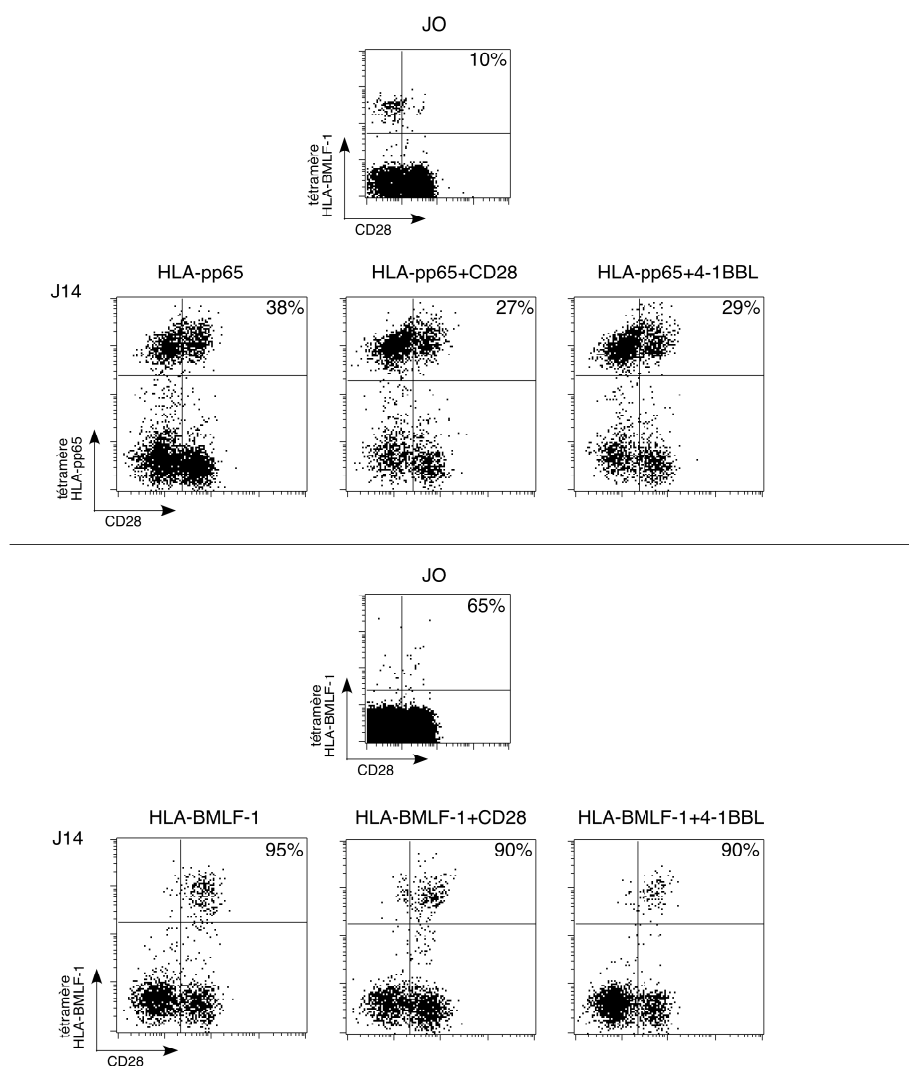 JO
10%
tétramère
HLA-BMLF-1
CD28
HLA-pp65
HLA-pp65+CD28
HLA-pp65+4-1BBL
J14
38%
27%
29%
tétramère
HLA-pp65
CD28
JO
65%
tétramère
HLA-BMLF-1
CD28
HLA-BMLF-1
HLA-BMLF-1+CD28
HLA-BMLF-1+4-1BBL
J14
95%
90%
90%
tétramère
HLA-BMLF-1
CD28